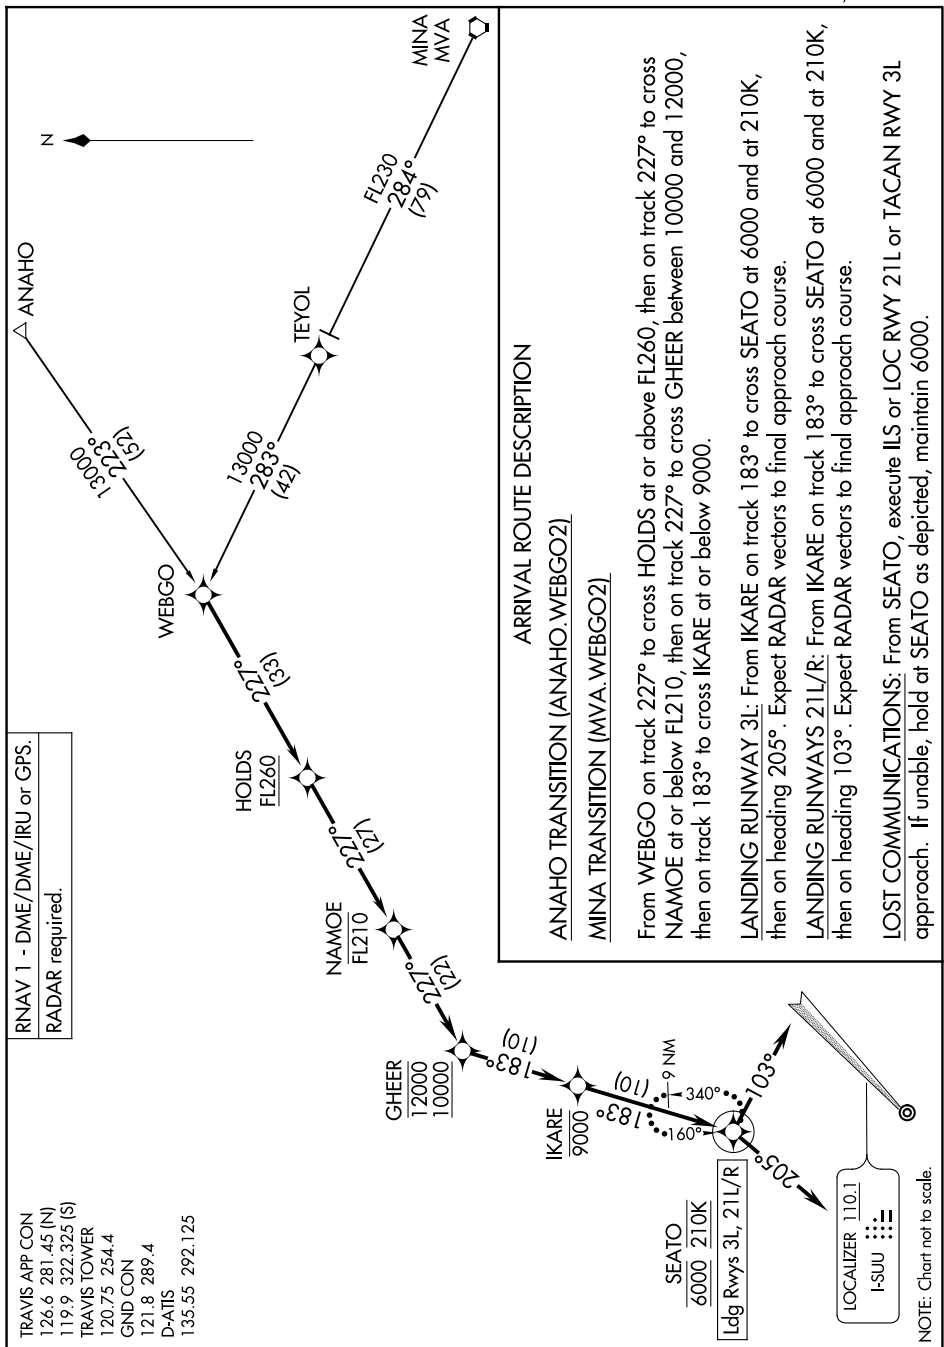 TRAVIS APP CON
126.6 281.45 (N)
119.9 322.325 (S)
TRAVIS TOWER
120.75 254.4
GND CON
121.8 289.4
D-ATIS
135.55 292.125
RNAV 1 - DME/DME/IRU or GPS.
RADAR required.
N
ANAHO
13000
223°
(52)
MINA
MVA
FL230
284°
(79)
TEYOL
13000
283°
(42)
WEBGO
227°
(33)
HOLDS
FL260
227°
(27)
NAMOE
FL210
227°
(22)
GHEER
12000
10000
183°
(10)
IKARE
9000
183°
(10)
9 NM
340°
160°
SEATO
6000 210K
Ldg Rwys 3L, 21L/R
103°
205°
LOCALIZER 110.1
I-SUU
NOTE: Chart not to scale.
ARRIVAL ROUTE DESCRIPTION
ANAHO TRANSITION (ANAHO.WEBGO2)
MINA TRANSITION (MVA.WEBGO2)
From WEBGO on track 227° to cross HOLDS at or above FL260, then on track 227° to cross
NAMOE at or below FL210, then on track 227° to cross GHEER between 10000 and 12000,
then on track 183° to cross IKARE at or below 9000.
LANDING RUNWAY 3L: From IKARE on track 183° to cross SEATO at 6000 and at 210K,
then on heading 205°. Expect RADAR vectors to final approach course.
LANDING RUNWAYS 21L/R: From IKARE on track 183° to cross SEATO at 6000 and at 210K,
then on heading 103°. Expect RADAR vectors to final approach course.
LOST COMMUNICATIONS: From SEATO, execute ILS or LOC RWY 21L or TACAN RWY 3L
approach. If unable, hold at SEATO as depicted, maintain 6000.